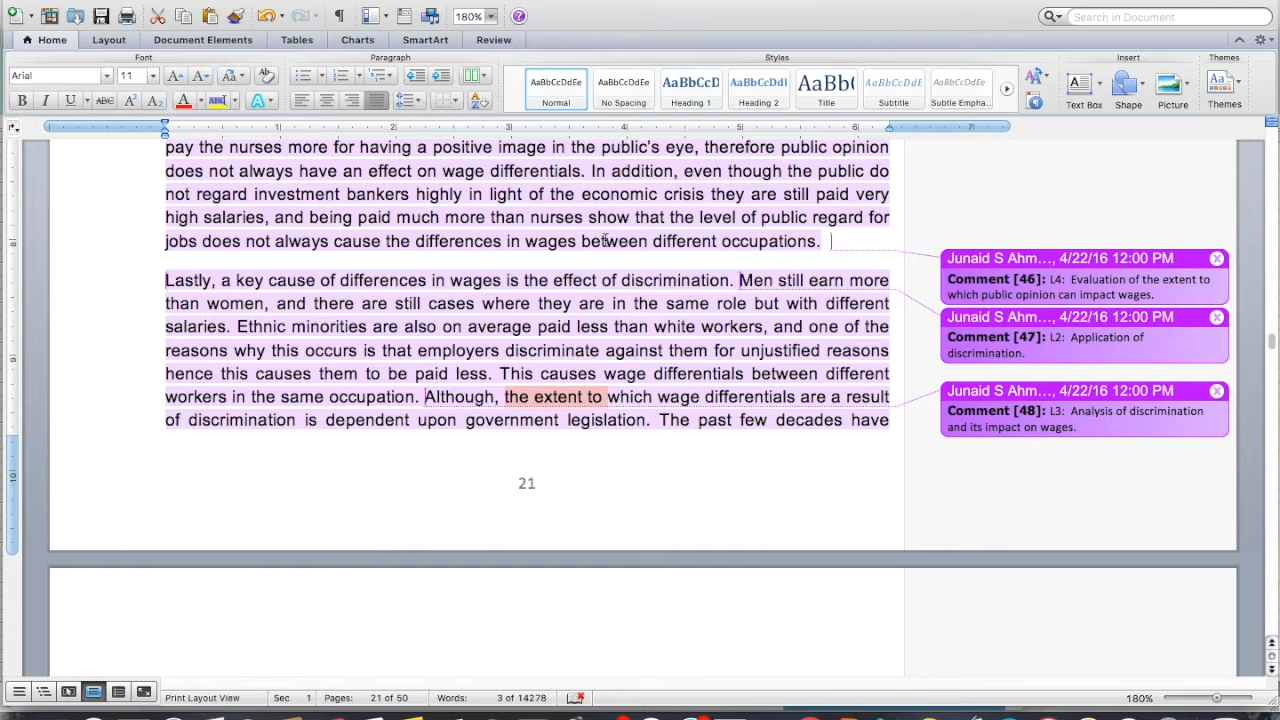 180%
Search in Document
Home Layout Document Elements Tables Charts SmartArt Review
Font Paragraph Styles Insert Themes
Arial 11
AaBbCcDdEe AaBbCcDdEe AaBbCcD AaBbCcDdI AaBb( AaBbCcDdE AaBbCcDdEe
Normal No Spacing Heading 1 Heading 2 Title Subtitle Subtle Empha... Text Box Shape Picture Themes
1 2 3 4 5 6 7
pay the nurses more for having a positive image in the public's eye, therefore public opinion
does not always have an effect on wage differentials. In addition, even though the public do
not regard investment bankers highly in light of the economic crisis they are still paid very
high salaries, and being paid much more than nurses show that the level of public regard for
jobs does not always cause the differences in wages between different occupations.
Lastly, a key cause of differences in wages is the effect of discrimination. Men still earn more
than women, and there are still cases where they are in the same role but with different
salaries. Ethnic minorities are also on average paid less than white workers, and one of the
reasons why this occurs is that employers discriminate against them for unjustified reasons
hence this causes them to be paid less. This causes wage differentials between different
workers in the same occupation. Although, the extent to which wage differentials are a result
of discrimination is dependent upon government legislation. The past few decades have
21
Junaid S Ahm..., 4/22/16 12:00 PM
Comment [46]: L4: Evaluation of the extent to
which public opinion can impact wages.
Junaid S Ahm..., 4/22/16 12:00 PM
Comment [47]: L2: Application of
discrimination.
Junaid S Ahm..., 4/22/16 12:00 PM
Comment [48]: L3: Analysis of discrimination
and its impact on wages.
Print Layout View Sec 1 Pages: 21 of 50 Words: 3 of 14278 180%